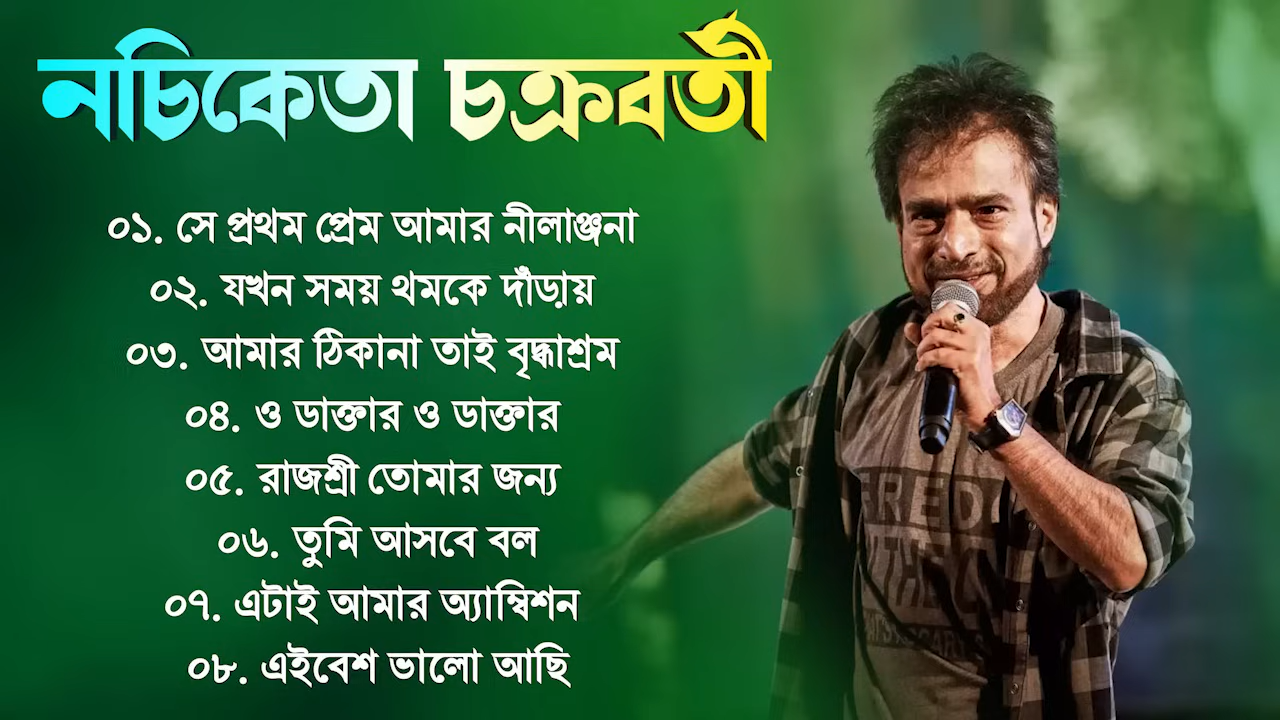 নচিকেতা চক্রবর্তী
০১. সে প্রথম প্রেম আমার নীলাঞ্জনা
০২. যখন সময় থমকে দাঁড়ায়
০৩. আমার ঠিকানা তাই বৃদ্ধাশ্রম
০৪. ও ডাক্তার ও ডাক্তার
০৫. রাজশ্রী তোমার জন্য
০৬. তুমি আসবে বল
০৭. এটাই আমার অ্যাম্বিশন
০৮. এইবেশ ভালো আছি